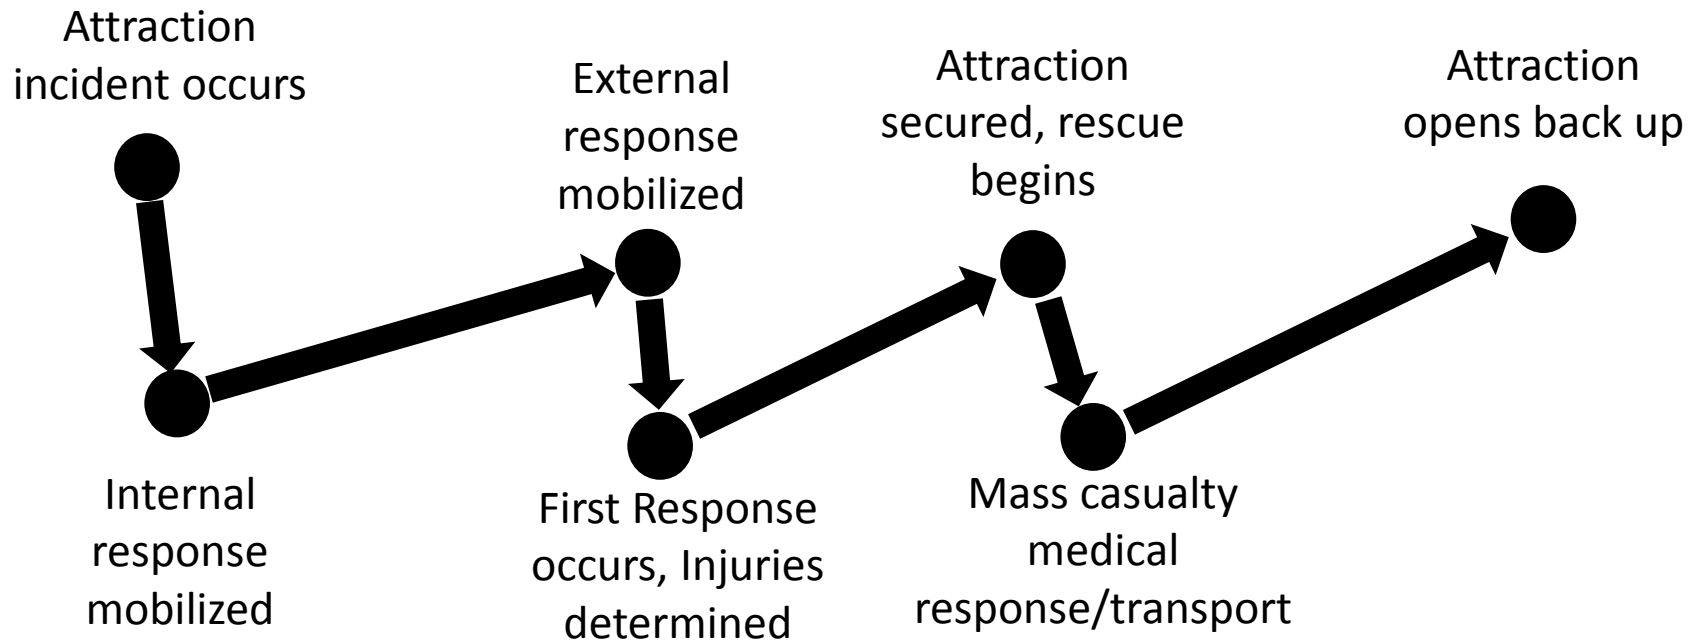 Attraction
incident occurs
Internal
response
mobilized
External
response
mobilized
First Response
occurs, Injuries
determined
Attraction
secured, rescue
begins
Mass casualty
medical
response/transport
Attraction
opens back up